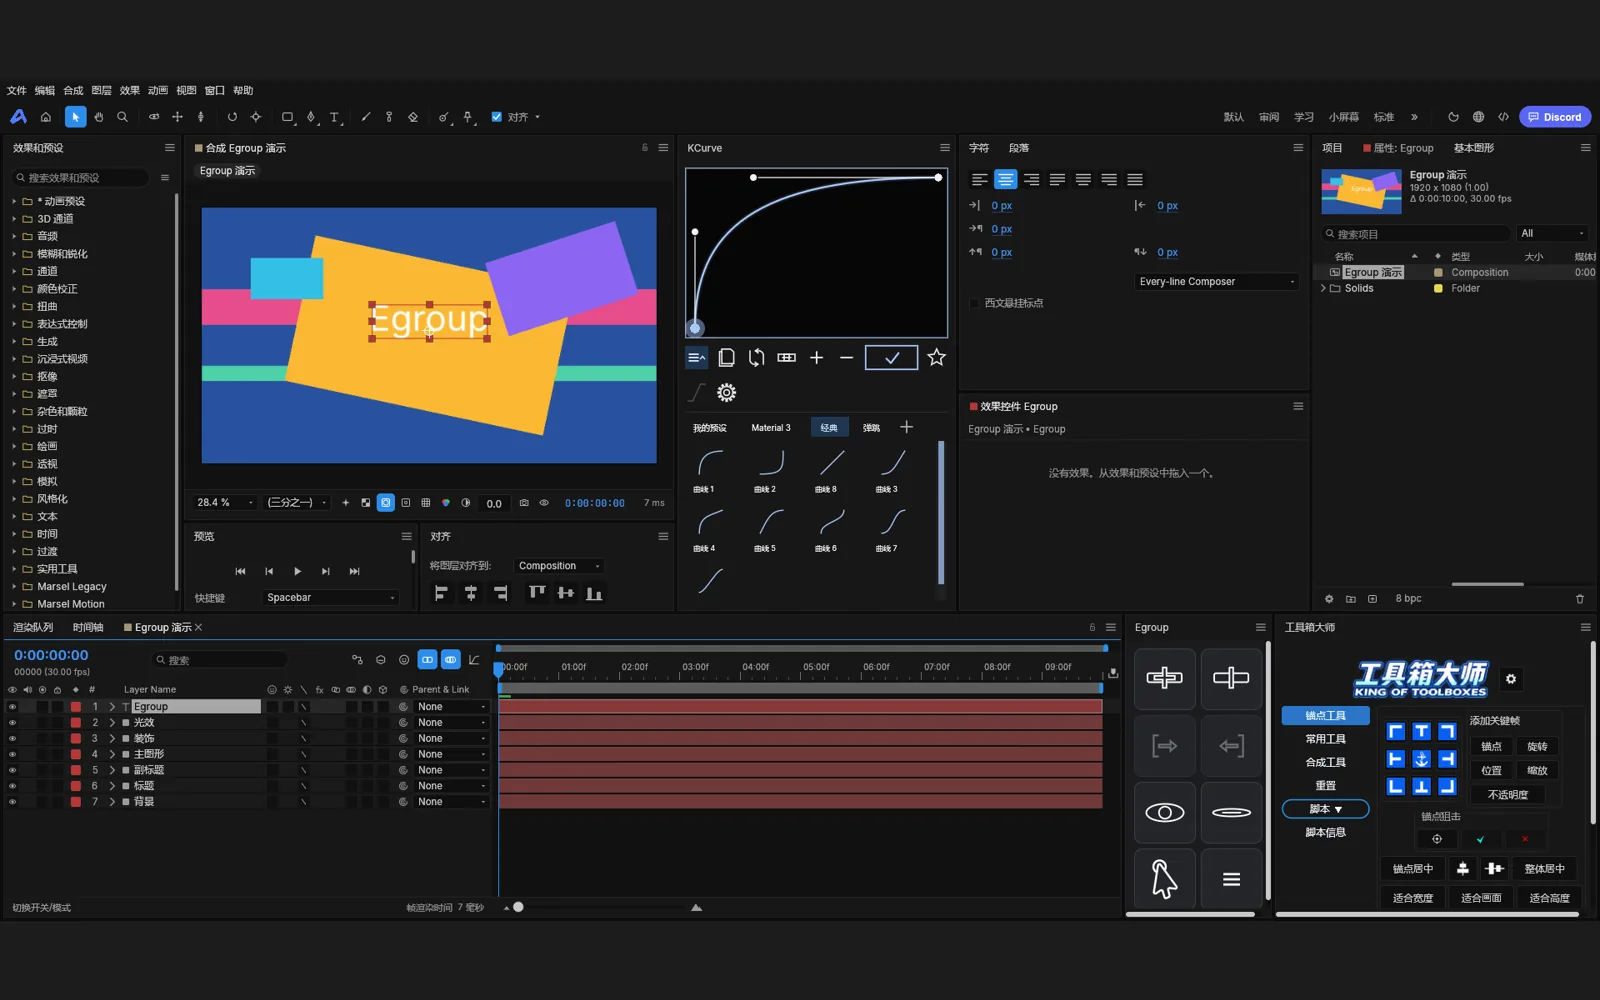 文件 编辑 合成 图层 效果 动画 视图 窗口 帮助
对齐 默认 审阅 学习 小屏幕 标准 » Discord
效果和预设
搜索效果和预设
* 动画预设
3D 通道
音频
模糊和锐化
通道
颜色校正
扭曲
表达式控制
生成
沉浸式视频
抠像
遮罩
杂色和颗粒
过时
绘画
透视
模拟
风格化
文本
时间
过渡
实用工具
Marsel Legacy
Marsel Motion
合成 Egroup 演示
Egroup 演示
Egroup
28.4 % (三分之一) 0.0 0:00:00:00 7 ms
预览
快捷键 Spacebar
对齐
将图层对齐到: Composition
KCurve
我的预设 Material 3 经典 弹跳
曲线 1 曲线 2 曲线 8 曲线 3
曲线 4 曲线 5 曲线 6 曲线 7
字符 段落
0 px 0 px
0 px
0 px 0 px
Every-line Composer
西文悬挂标点
效果控件 Egroup
Egroup 演示 • Egroup
没有效果。从效果和预设中拖入一个。
项目 属性: Egroup 基本图形
Egroup 演示
1920 x 1080 (1.00)
Δ 0:00:10:00, 30.00 fps
搜索项目 All
名称 类型 大小
Egroup 演示 Composition 0:00
Solids Folder
8 bpc
渲染队列 时间轴 Egroup 演示
0:00:00:00
00000 (30.00 fps)
搜索
00:00f 01:00f 02:00f 03:00f 04:00f 05:00f 06:00f 07:00f 08:00f 09:00f
# Layer Name fx Parent & Link
1 T Egroup None
2 光效 None
3 装饰 None
4 主图形 None
5 副标题 None
6 标题 None
7 背景 None
切换开关/模式 帧渲染时间 7 毫秒
Egroup
工具箱大师
工具箱大师
KING OF TOOLBOXES
锚点工具
常用工具
合成工具
重置
脚本 ▼
脚本信息
添加关键帧
锚点 旋转
位置 缩放
不透明度
锚点阻击
锚点居中 整体居中
适合宽度 适合画面 适合高度